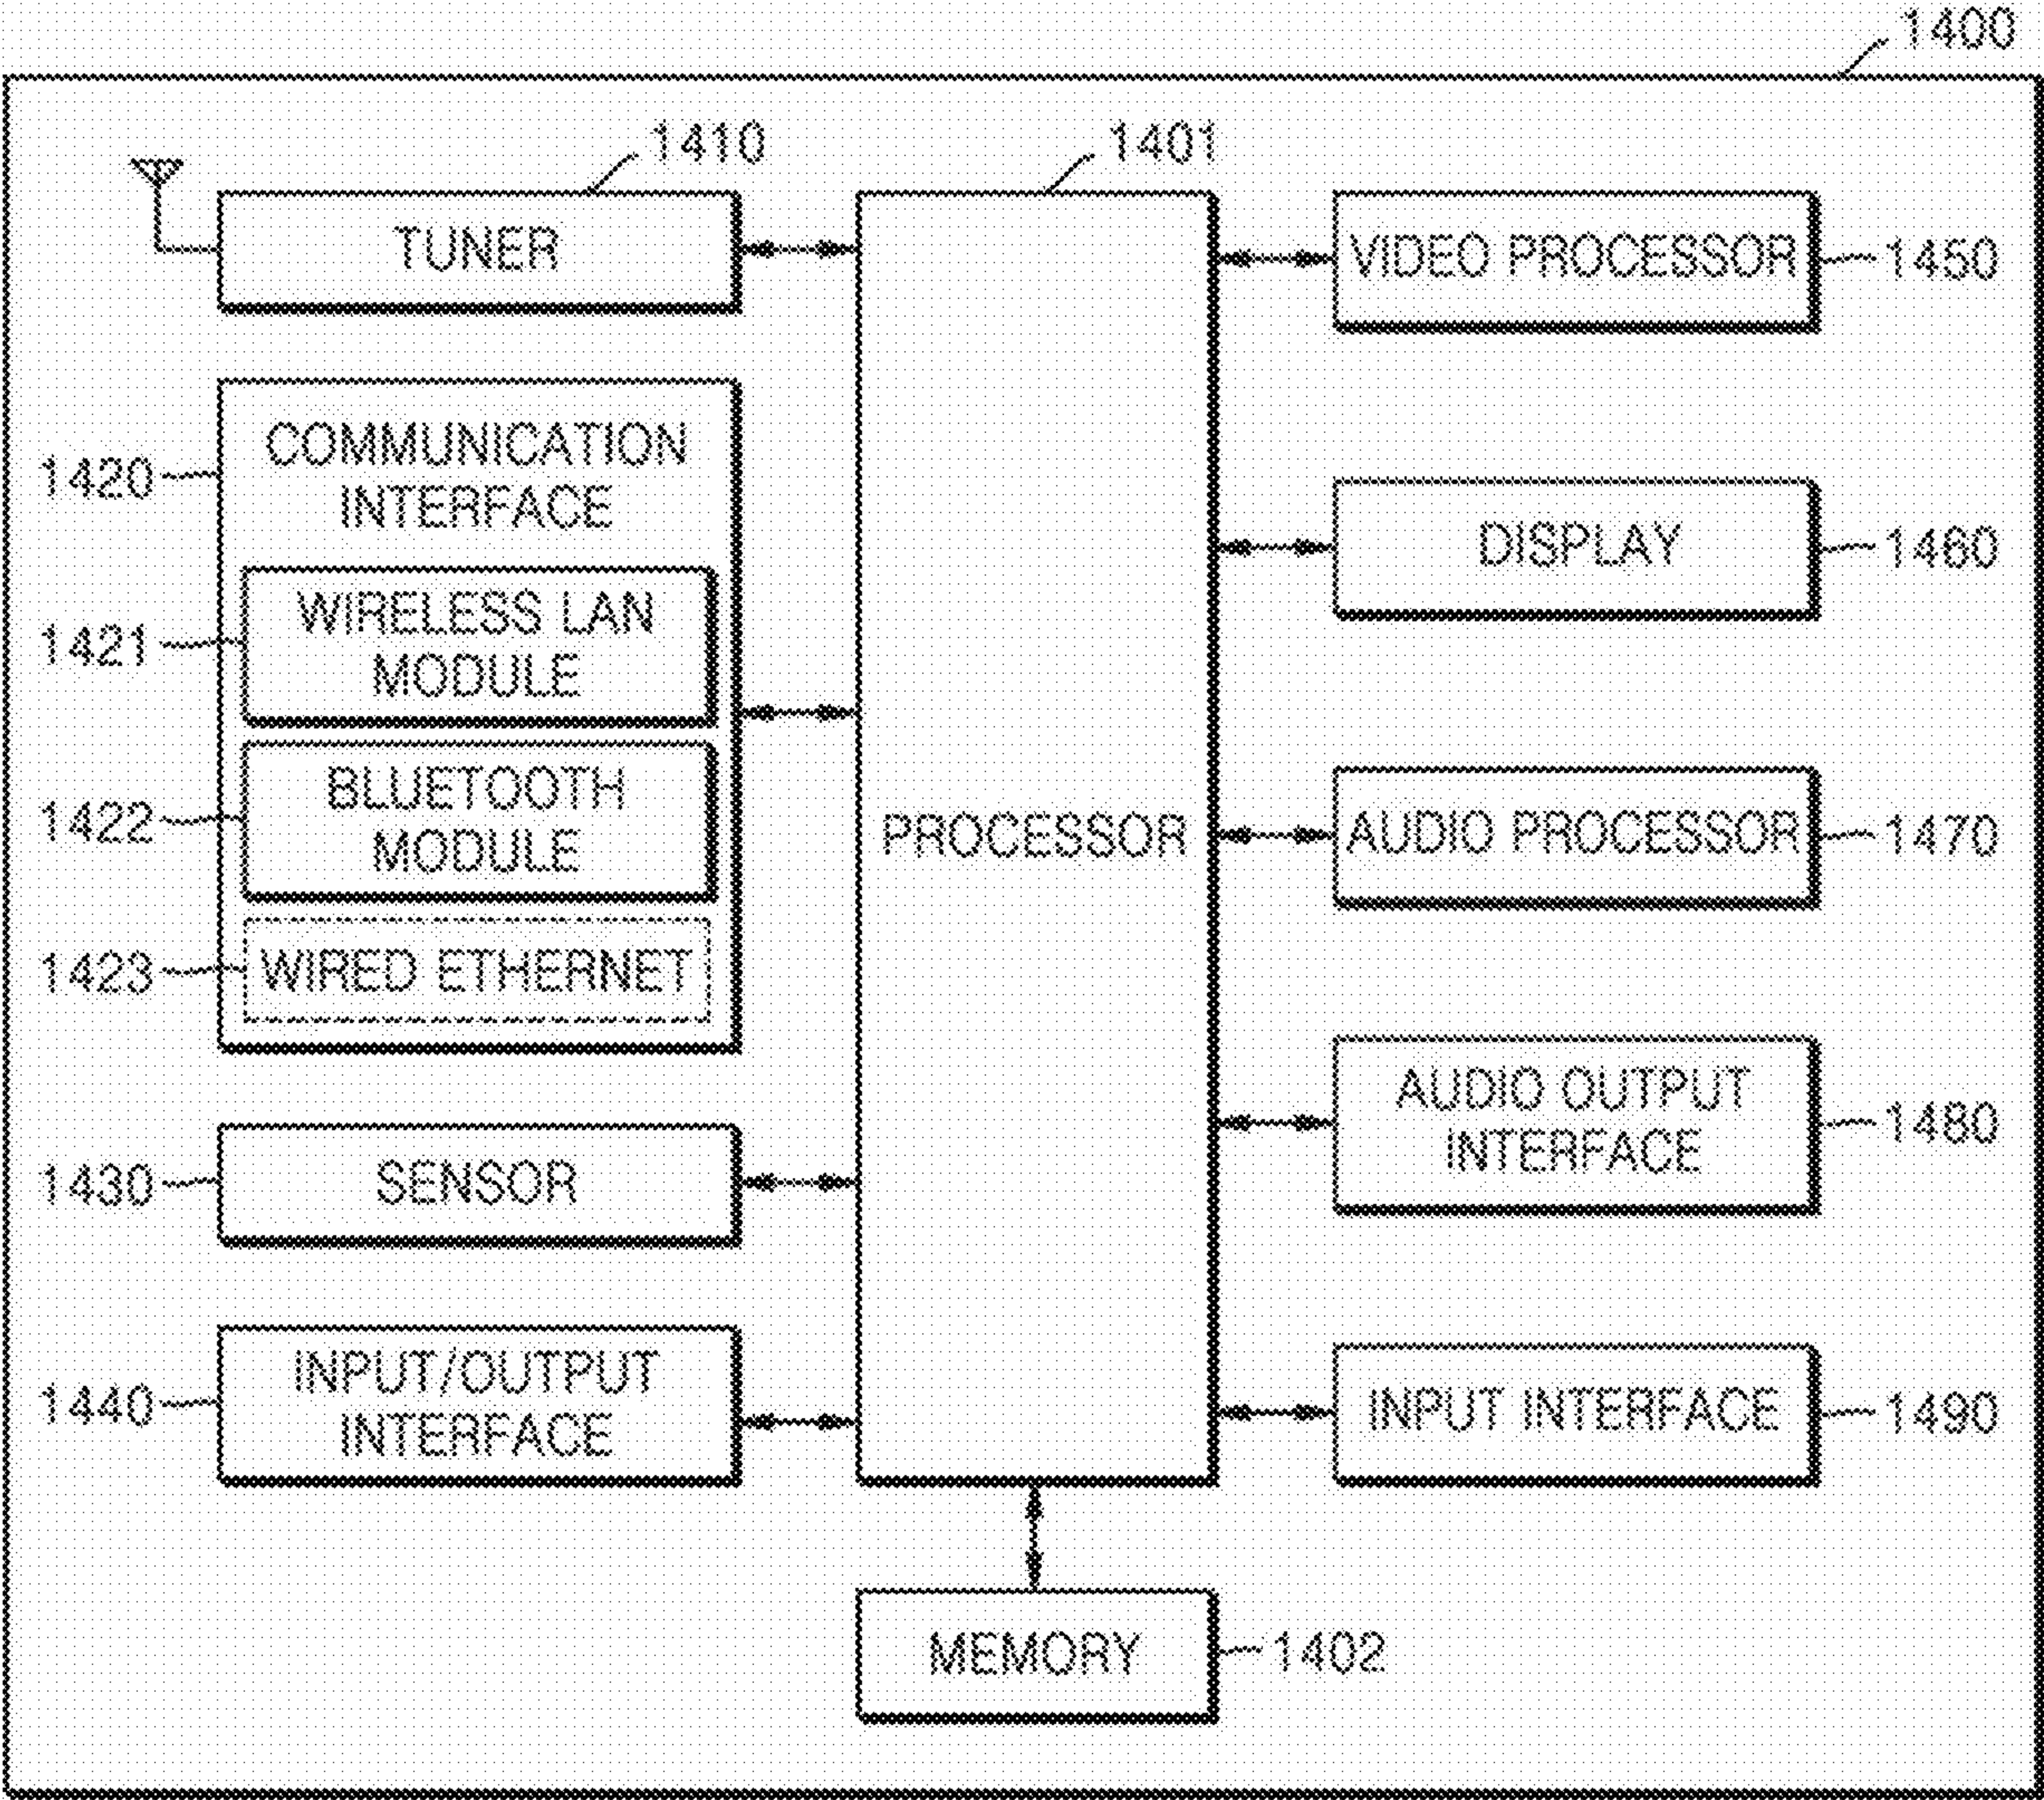 1400
1410
1401
TUNER
VIDEO PROCESSOR
1450
COMMUNICATION
INTERFACE
1420
WIRELESS LAN
MODULE
1421
BLUETOOTH
MODULE
1422
WIRED ETHERNET
1423
PROCESSOR
DISPLAY
1460
AUDIO PROCESSOR
1470
AUDIO OUTPUT
INTERFACE
1480
1430
SENSOR
1440
INPUT/OUTPUT
INTERFACE
INPUT INTERFACE
1490
MEMORY
1402